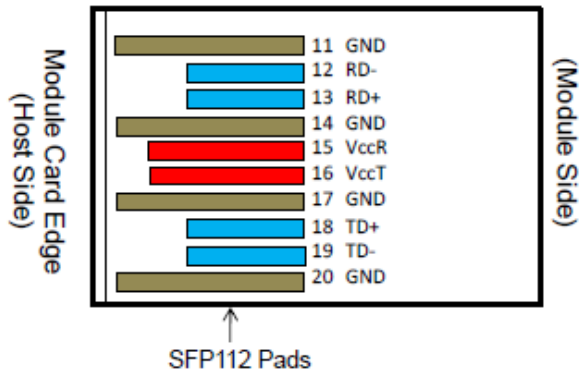 Module Card Edge
(Host Side)
11 GND
12 RD-
13 RD+
14 GND
15 VccR
16 VccT
17 GND
18 TD+
19 TD-
20 GND
(Module Side)
SFP112 Pads